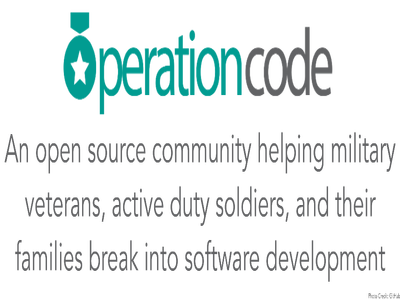 operationcode
An open source community helping military
veterans, active duty soldiers, and their
families break into software development
Photo Credit: GitHub